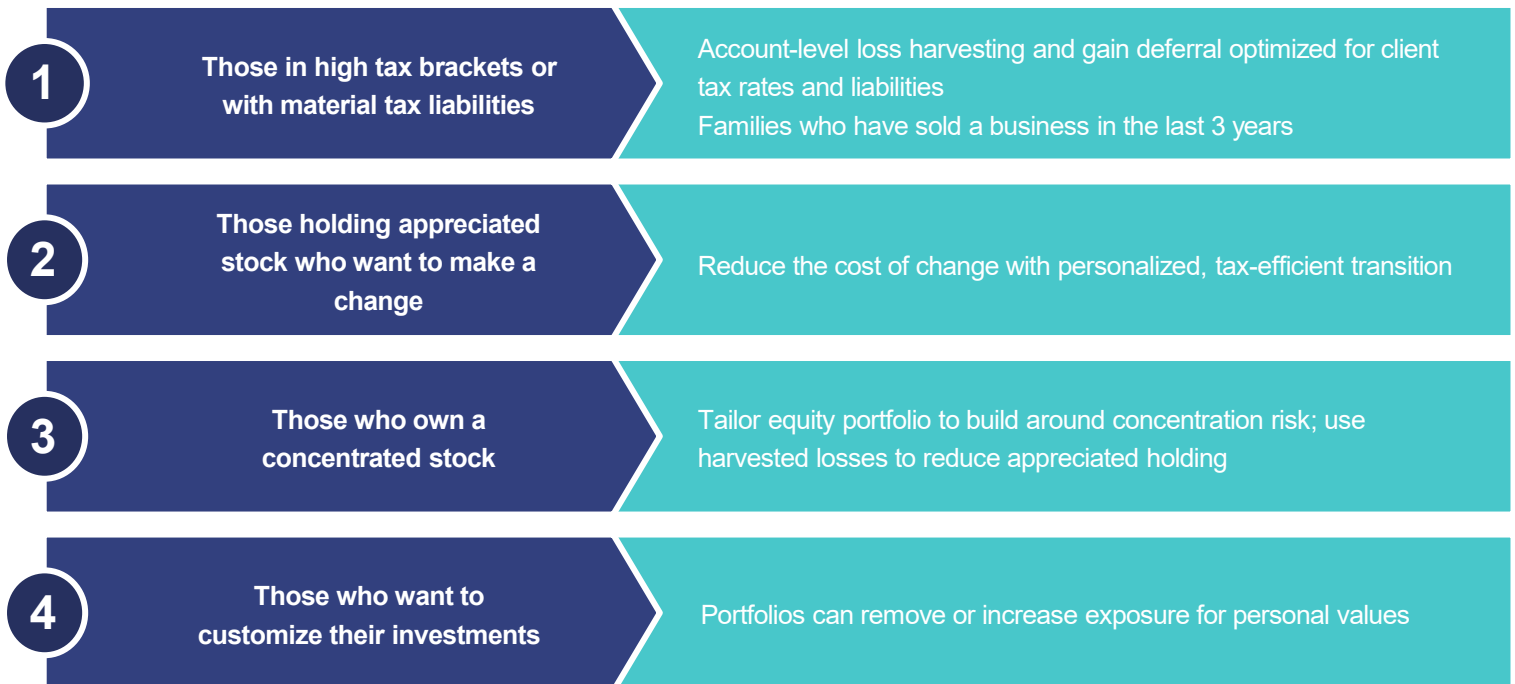 1
Those in high tax brackets or
with material tax liabilities
Account-level loss harvesting and gain deferral optimized for client
tax rates and liabilities
Families who have sold a business in the last 3 years
2
Those holding appreciated
stock who want to make a
change
Reduce the cost of change with personalized, tax-efficient transition
3
Those who own a
concentrated stock
Tailor equity portfolio to build around concentration risk; use
harvested losses to reduce appreciated holding
4
Those who want to
customize their investments
Portfolios can remove or increase exposure for personal values